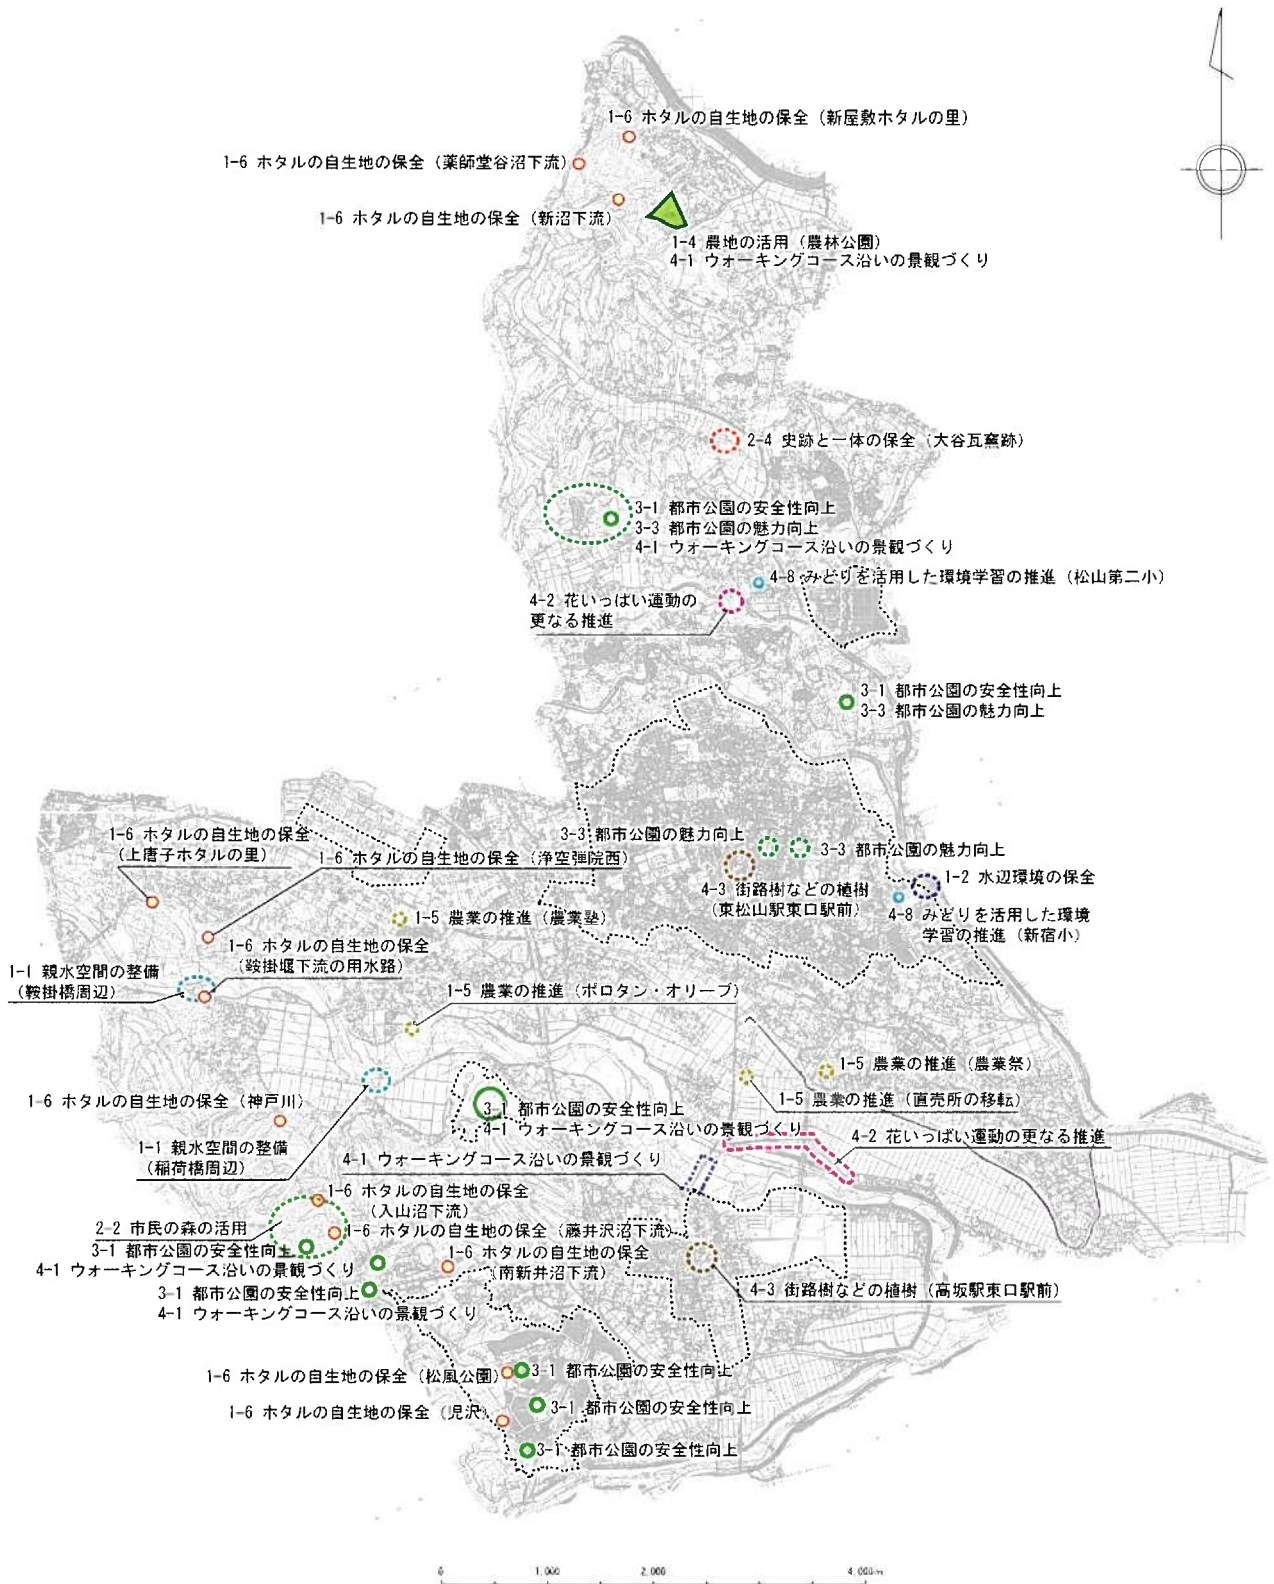 1-6 ホタルの自生地の保全（新屋敷ホタルの里）
1-6 ホタルの自生地の保全（薬師堂谷沼下流）
1-6 ホタルの自生地の保全（新沼下流）
1-4 農地の活用（農林公園）
4-1 ウォーキングコース沿いの景観づくり
2-4 史跡と一体の保全（大谷瓦窯跡）
3-1 都市公園の安全性向上
3-3 都市公園の魅力向上
4-1 ウォーキングコース沿いの景観づくり
4-8 みどりを活用した環境学習の推進（松山第二小）
4-2 花いっぱい運動の
更なる推進
3-1 都市公園の安全性向上
3-3 都市公園の魅力向上
1-6 ホタルの自生地の保全
（上唐子ホタルの里）
1-6 ホタルの自生地の保全（浄空弾院西）
3-3 都市公園の魅力向上
3-3 都市公園の魅力向上
4-3 街路樹などの植樹
（東松山駅東口駅前）
1-2 水辺環境の保全
4-8 みどりを活用した環境
学習の推進（新宿小）
1-5 農業の推進（農業塾）
1-6 ホタルの自生地の保全
（鞍掛堰下流の用水路）
1-1 親水空間の整備
（鞍掛橋周辺）
1-5 農業の推進（ポロタン・オリーブ）
1-5 農業の推進（農業祭）
1-5 農業の推進（直売所の移転）
1-6 ホタルの自生地の保全（神戸川）
3-1 都市公園の安全性向上
4-1 ウォーキングコース沿いの景観づくり
4-2 花いっぱい運動の更なる推進
1-1 親水空間の整備
（稲荷橋周辺）
4-1 ウォーキングコース沿いの景観づくり
1-6 ホタルの自生地の保全
（入山沼下流）
2-2 市民の森の活用
1-6 ホタルの自生地の保全（藤井沢沼下流）
3-1 都市公園の安全性向上
4-1 ウォーキングコース沿いの景観づくり
1-6 ホタルの自生地の保全
（南新井沼下流）
3-1 都市公園の安全性向上
4-1 ウォーキングコース沿いの景観づくり
4-3 街路樹などの植樹（高坂駅東口駅前）
1-6 ホタルの自生地の保全（松風公園）
3-1 都市公園の安全性向上
1-6 ホタルの自生地の保全（児沢）
3-1 都市公園の安全性向上
3-1 都市公園の安全性向上
0 1,000 2,000 4,000m